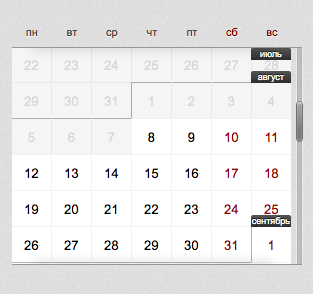 пн вт ср чт пт сб вс
июль
22 23 24 25 26 27 28
август
29 30 31 1 2 3 4
5 6 7 8 9 10 11
12 13 14 15 16 17 18
19 20 21 22 23 24 25
сентябрь
26 27 28 29 30 31 1